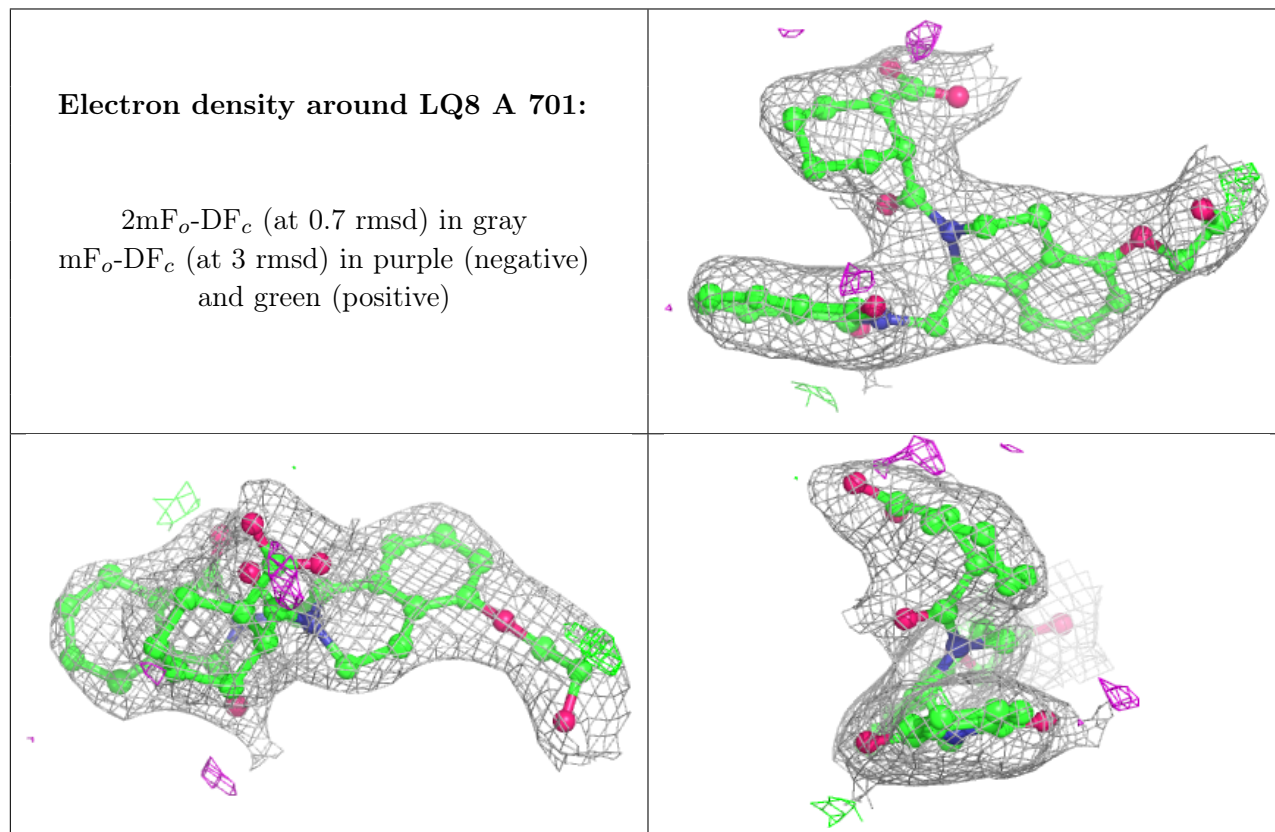 Electron density around LQ8 A 701:
2mFₒ-DF𝒸 (at 0.7 rmsd) in gray
mFₒ-DF𝒸 (at 3 rmsd) in purple (negative)
and green (positive)